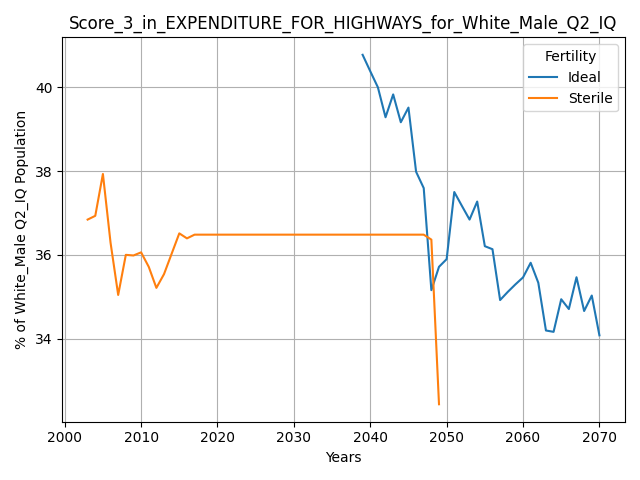 Score_3_in_EXPENDITURE_FOR_HIGHWAYS_for_White_Male_Q2_IQ
Fertility
Ideal
Sterile
% of White_Male Q2_IQ Population
40
38
36
34
2000 2010 2020 2030 2040 2050 2060 2070
Years